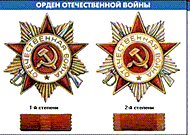 ОРДЕН ОТЕЧЕСТВЕННОЙ ВОЙНЫ
ОТЕЧЕСТВЕННАЯ ВОЙНА
ОТЕЧЕСТВЕННАЯ ВОЙНА
1-й степени
2-й степени